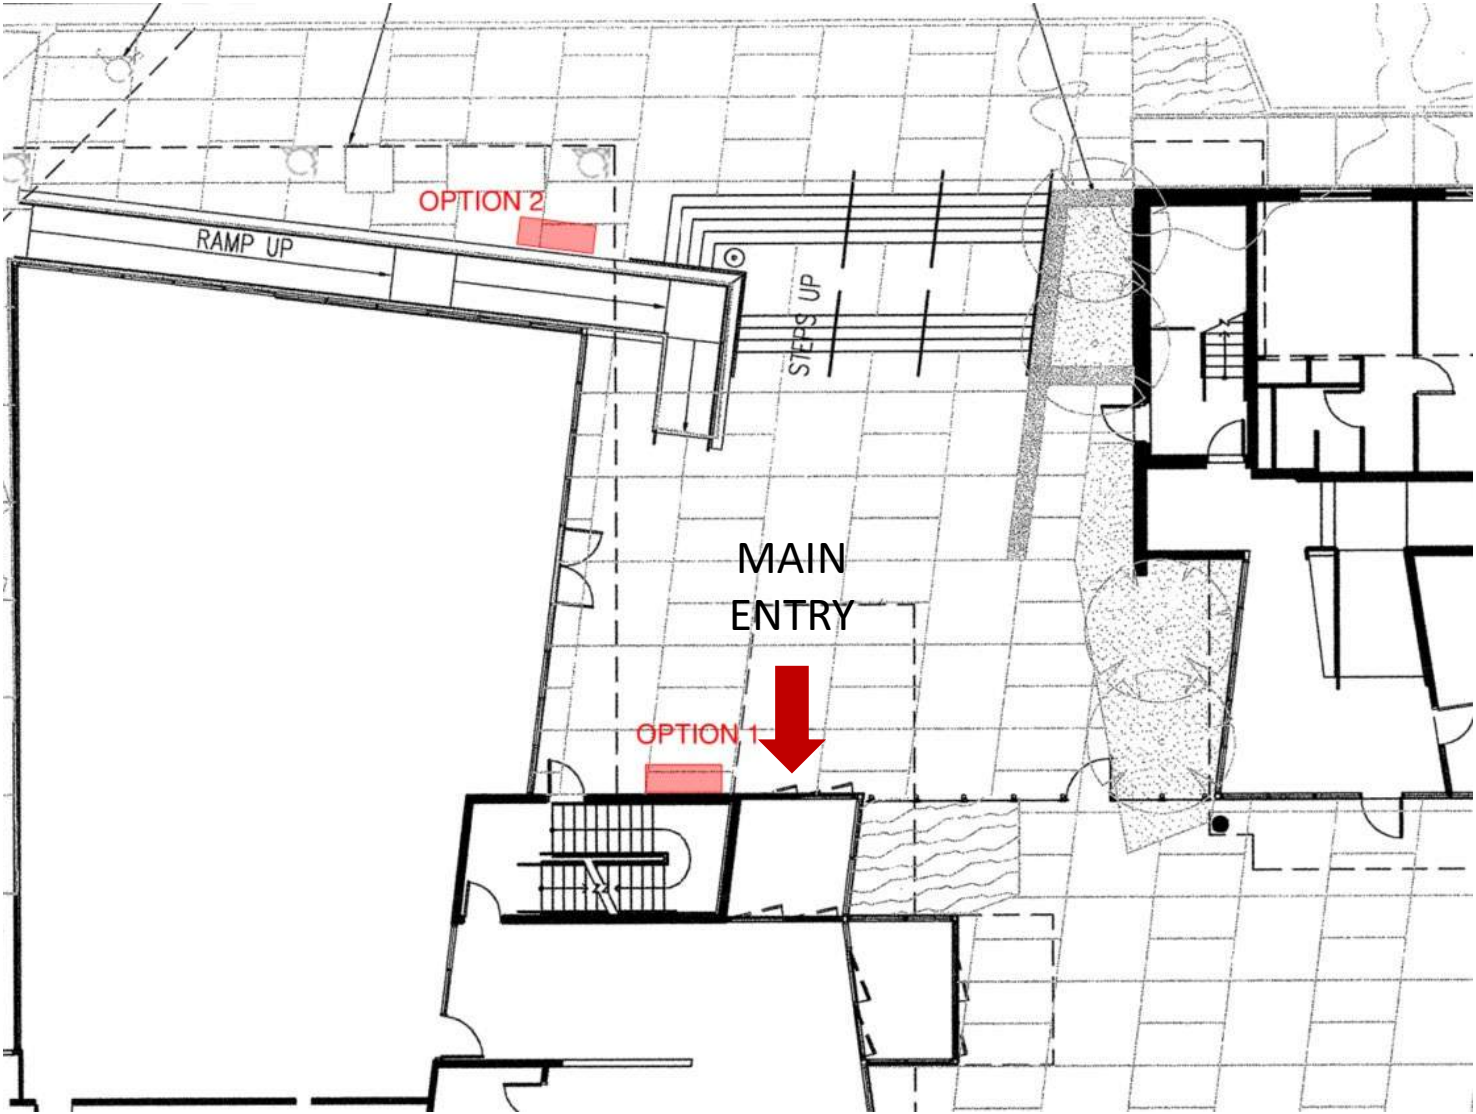 OPTION 2
RAMP UP
STEPS UP
MAIN
ENTRY
OPTION 1